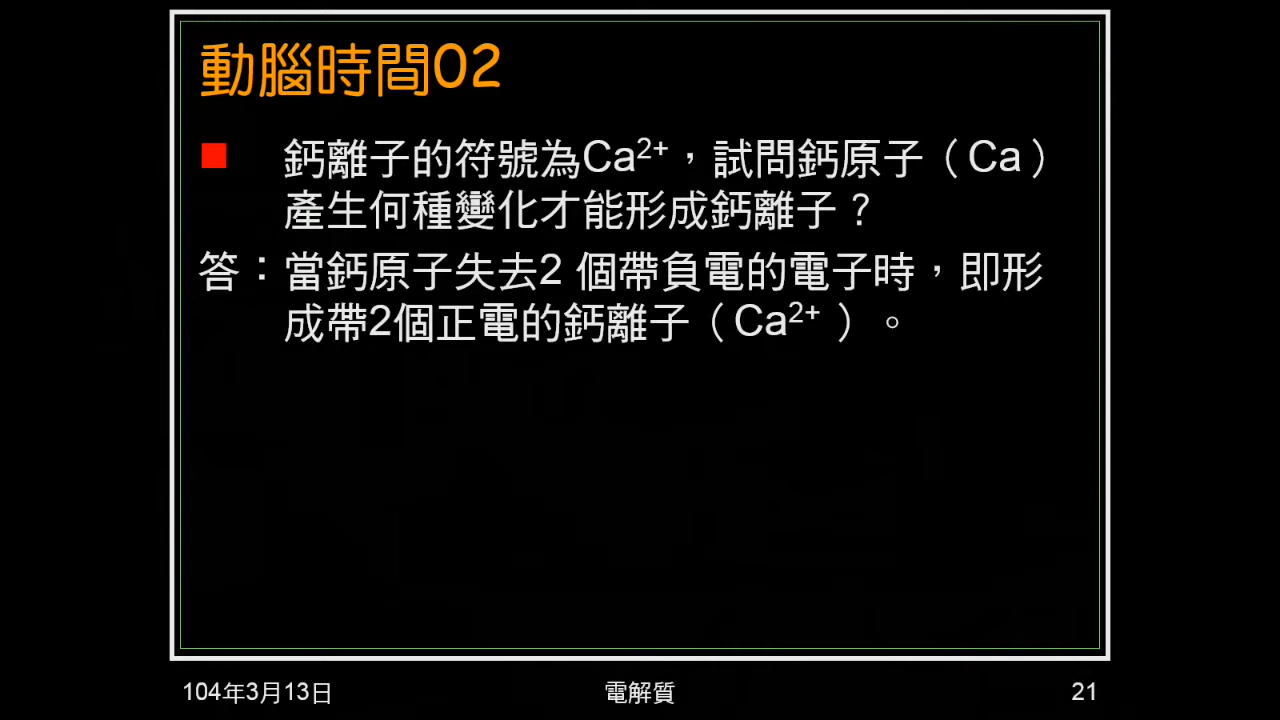 動腦時間02
鈣離子的符號為Ca²⁺，試問鈣原子（Ca）
產生何種變化才能形成鈣離子？
答：當鈣原子失去2 個帶負電的電子時，即形
成帶2個正電的鈣離子（Ca²⁺ ）。
104年3月13日
電解質
21